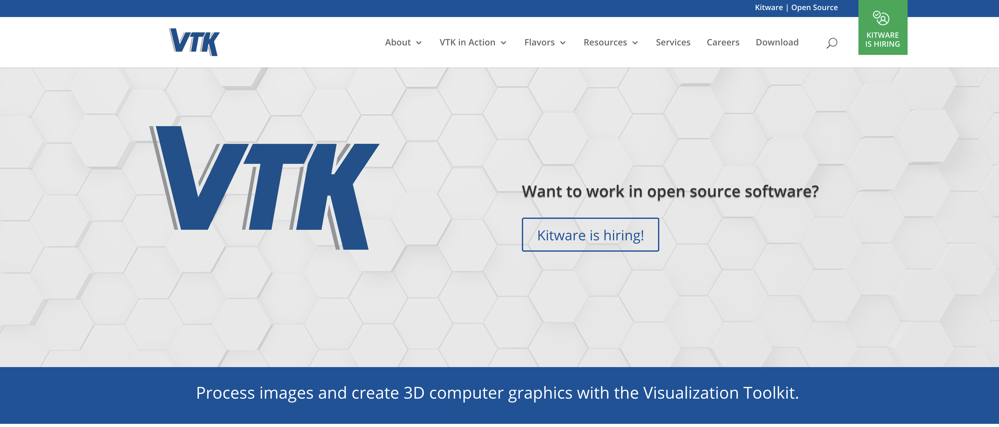 Kitware | Open Source
KITWARE
IS HIRING
VTK
About
VTK in Action
Flavors
Resources
Services
Careers
Download
VTK
Want to work in open source software?
Kitware is hiring!
Process images and create 3D computer graphics with the Visualization Toolkit.